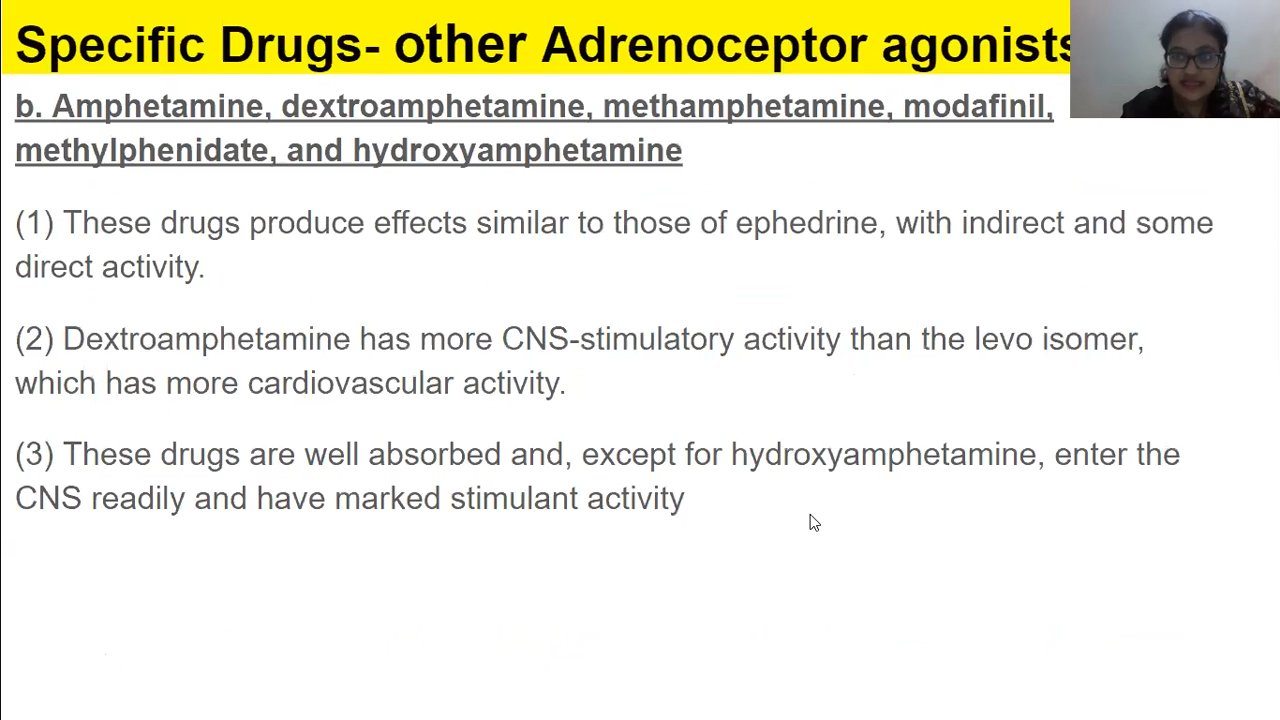 Specific Drugs- other Adrenoceptor agonists
b. Amphetamine, dextroamphetamine, methamphetamine, modafinil,
methylphenidate, and hydroxyamphetamine
(1) These drugs produce effects similar to those of ephedrine, with indirect and some
direct activity.
(2) Dextroamphetamine has more CNS-stimulatory activity than the levo isomer,
which has more cardiovascular activity.
(3) These drugs are well absorbed and, except for hydroxyamphetamine, enter the
CNS readily and have marked stimulant activity